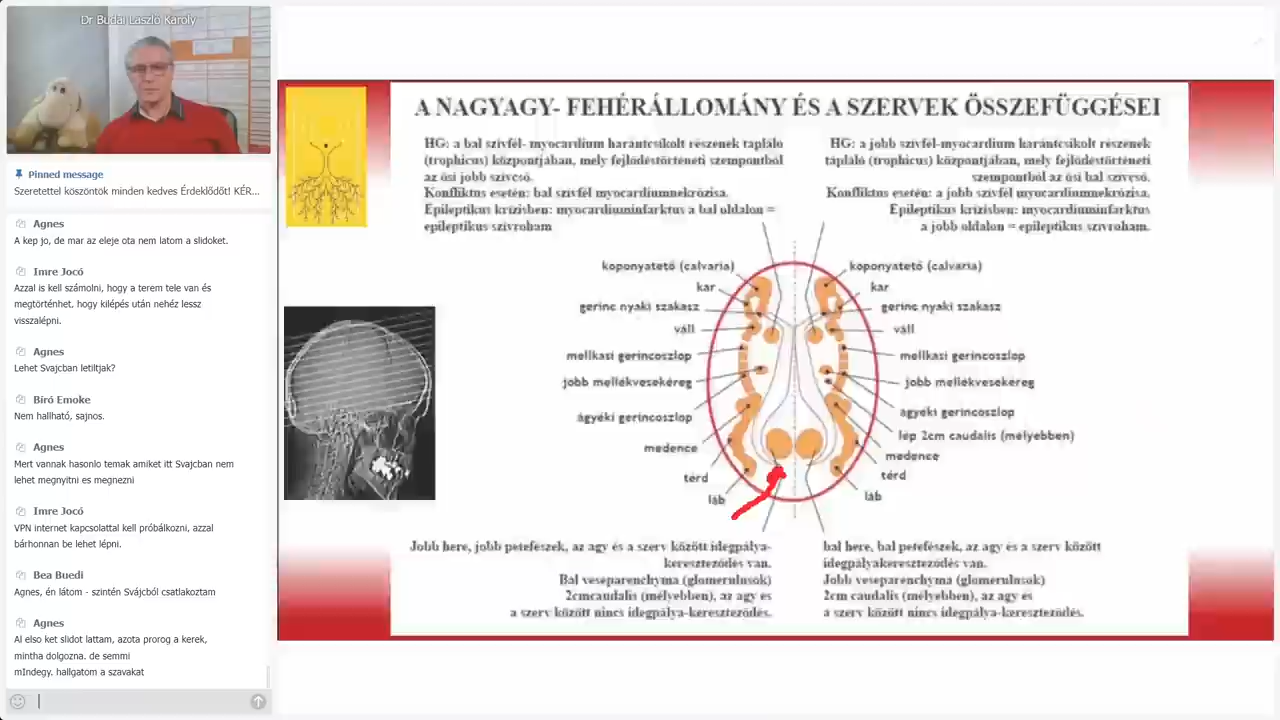 Dr Budai László Károly
Pinned message
Szeretettel köszöntök minden kedves Érdeklődőt! KÉR...
Agnes
A kep jo, de mar az eleje ota nem latom a slidoket.
Imre Jocó
Azzal is kell számolni, hogy a terem tele van és
megtörténhet, hogy kilépés után nehéz lessz
visszalépni.
Agnes
Lehet Svajcban letiltjak?
Bíró Emoke
Nem hallható, sajnos.
Agnes
Mert vannak hasonlo temak amiket itt Svajcban nem
lehet megnyitni es megnezni
Imre Jocó
VPN internet kapcsolattal kell próbálkozni, azzal
bárhonnan be lehet lépni.
Bea Buedi
Agnes, én látom - szintén Svájcból csatlakoztam
Agnes
Al elso ket slidot lattam, azota prorog a kerek,
mintha dolgozna. de semmi
mIndegy. hallgatom a szavakat
A NAGYAGY- FEHÉRÁLLOMÁNY ÉS A SZERVEK ÖSSZEFÜGGÉSEI
HG: a bal szívfél- myocardium harántcsíkolt részének tápláló
(trophicus) központjában, mely fejlődéstörténeti szempontból
az ősi jobb szívcső.
Konfliktus esetén: bal szívfél myocardiumnekrózisa.
Epileptikus krízisben: myocardiuminfarktus a bal oldalon =
epileptikus szívroham
HG: a jobb szívfél-myocardium harántcsíkolt részének
tápláló (trophicus) központjában, mely fejlődéstörténeti
szempontból az ősi bal szívcső.
Konfliktus esetén: a jobb szívfél myocardiumnekrózisa.
Epileptikus krízisben: myocardiuminfarktus
a jobb oldalon = epileptikus szívroham.
koponyatető (calvaria)
kar
gerinc nyaki szakasz
váll
mellkasi gerincoszlop
jobb mellékvesekéreg
ágyéki gerincoszlop
medence
térd
láb
koponyatető (calvaria)
kar
gerinc nyaki szakasz
váll
mellkasi gerincoszlop
jobb mellékvesekéreg
ágyéki gerincoszlop
lép 2cm caudalis (mélyebben)
medence
térd
láb
Jobb here, jobb petefészek, az agy és a szerv között idegpálya-
kereszteződés van.
Bal veseparenchyma (glomerulusok)
2cmcaudalis (mélyebben), az agy és
a szerv között nincs idegpálya-kereszteződés.
bal here, bal petefészek, az agy és a szerv között
idegpályakereszteződés van.
Jobb veseparenchyma (glomerulusok)
2cm caudalis (mélyebben), az agy és
a szerv között nincs idegpálya-kereszteződés.